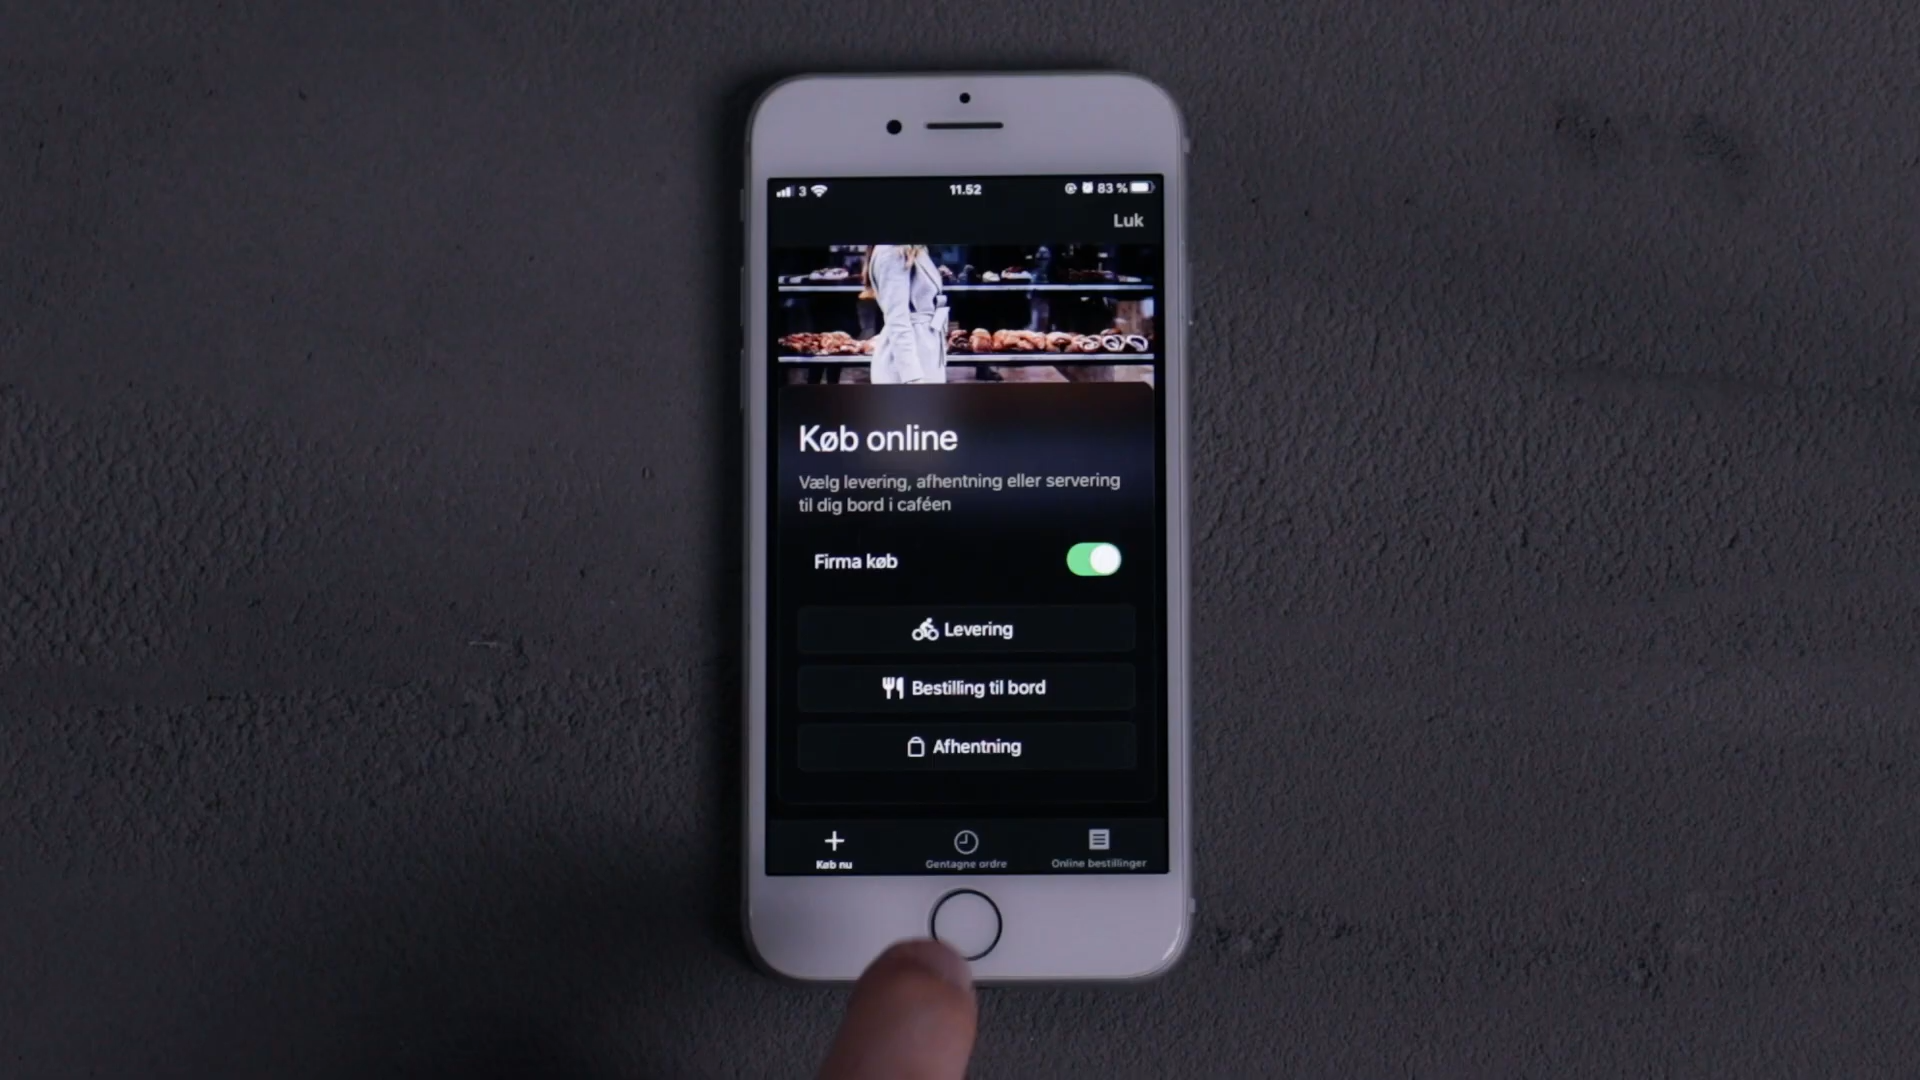 3 11.52 83 %
Luk
Køb online
Vælg levering, afhentning eller servering
til dig bord i caféen
Firma køb
Levering
Bestilling til bord
Afhentning
Køb nu Gentagne ordre Online bestillinger